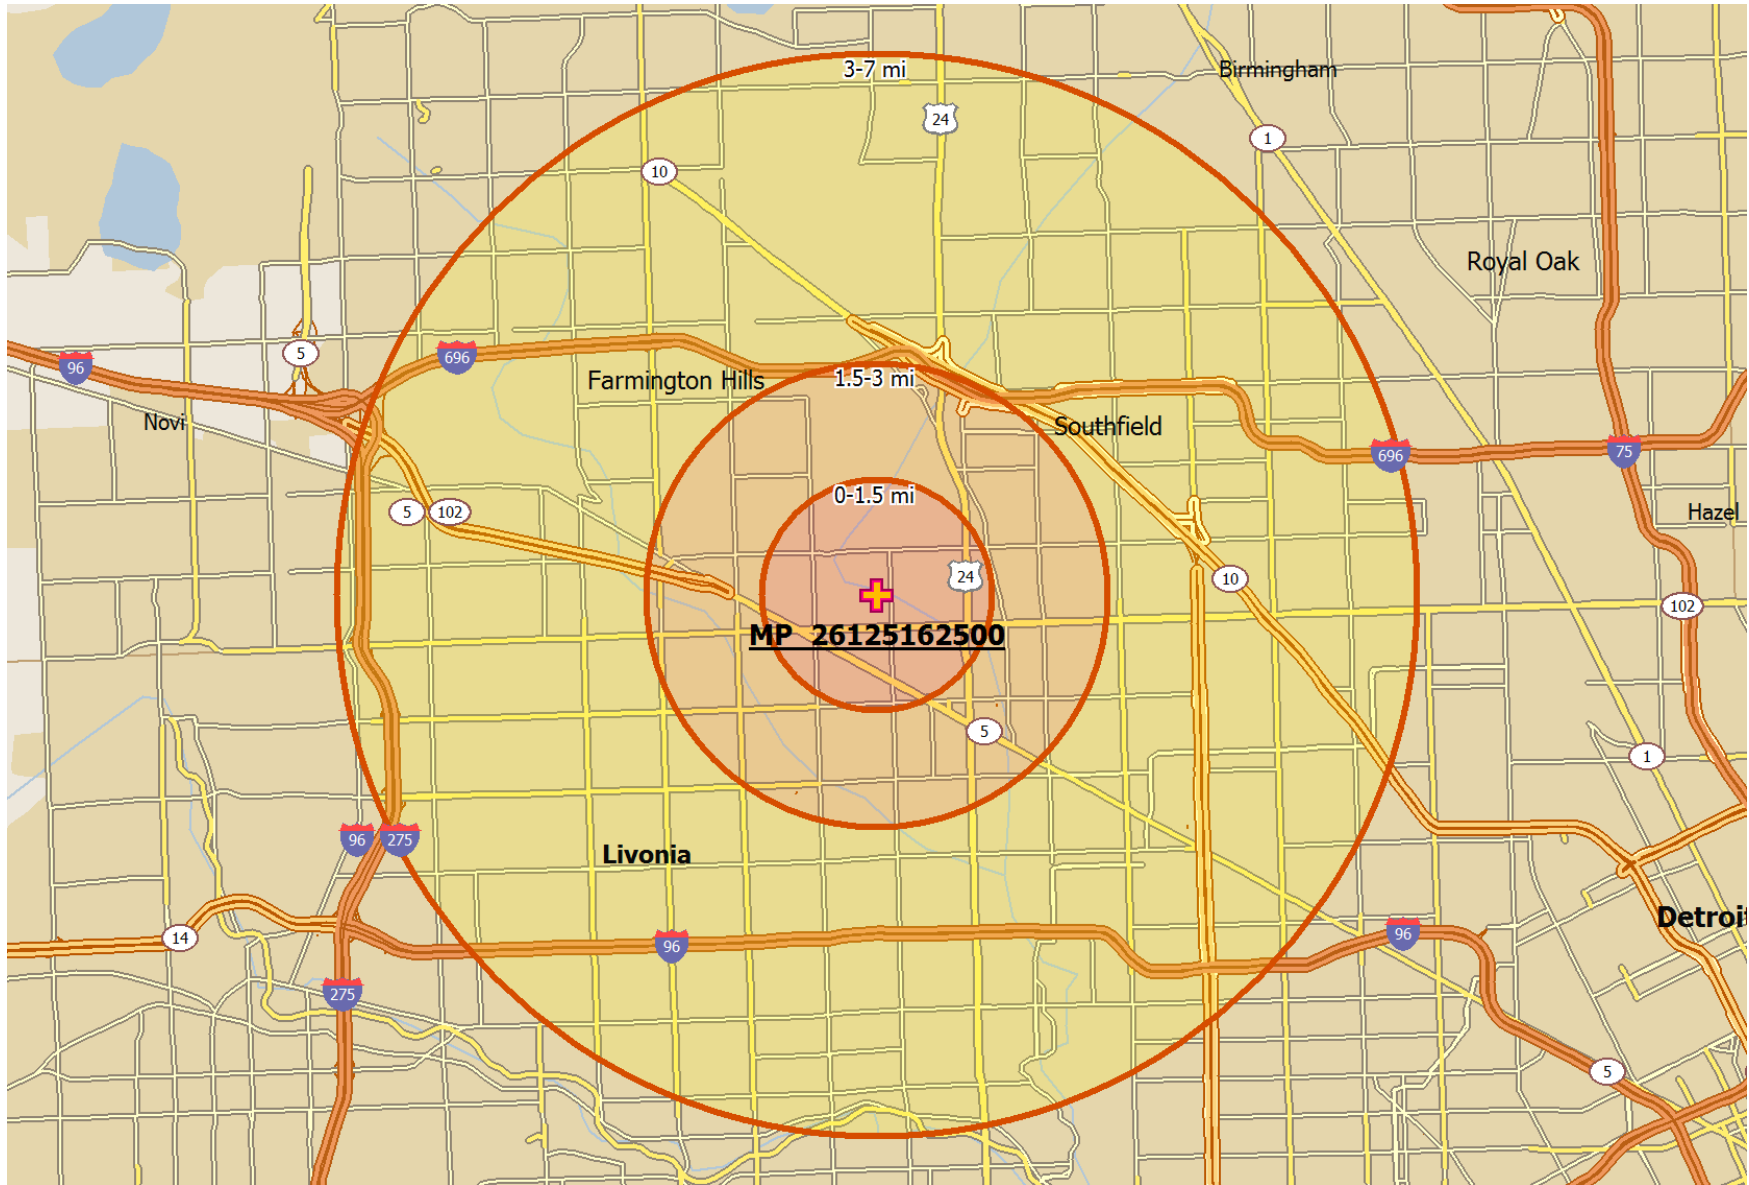 3-7 mi
Birmingham
24
1
10
Royal Oak
5
96
696
Farmington Hills
1.5-3 mi
Novi
Southfield
696
75
0-1.5 mi
5
102
Hazel
24
10
102
MP 26125162500
5
1
96
275
Livonia
14
96
96
Detroit
275
5